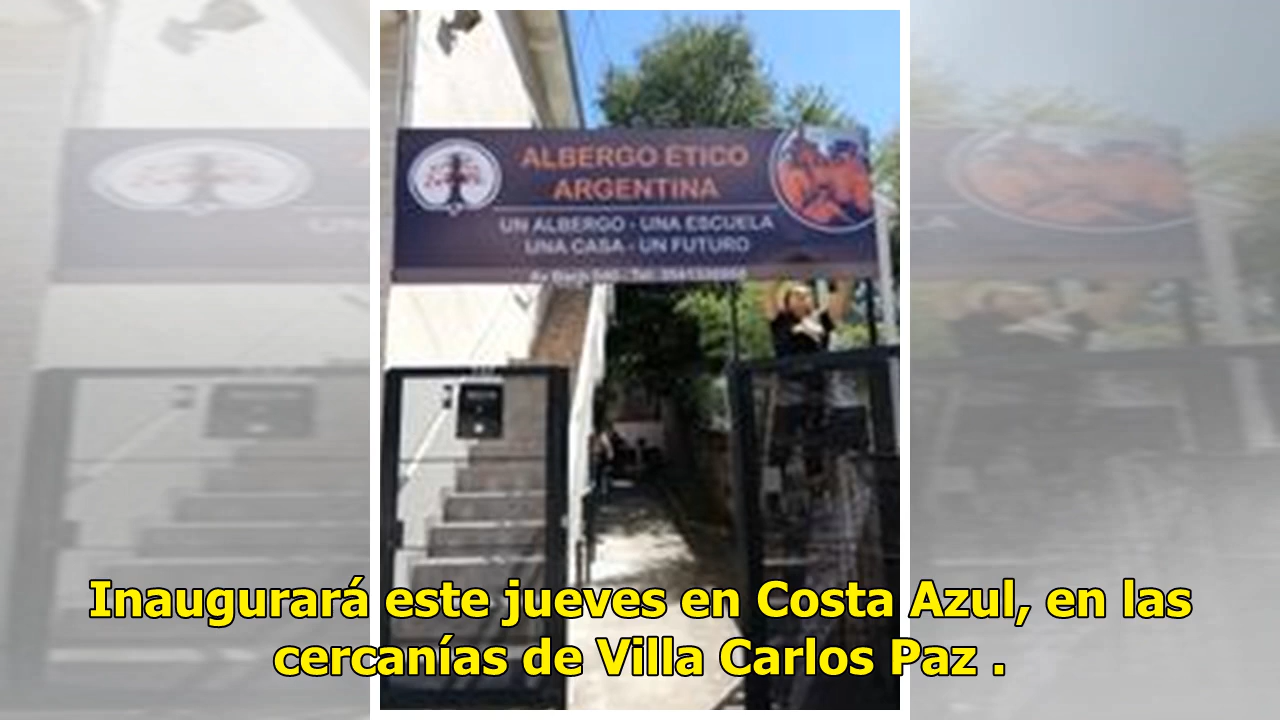 ALBERGO ETICO
ARGENTINA
UN ALBERGO - UNA ESCUELA
UNA CASA - UN FUTURO
Inaugurará este jueves en Costa Azul, en las
cercanías de Villa Carlos Paz .